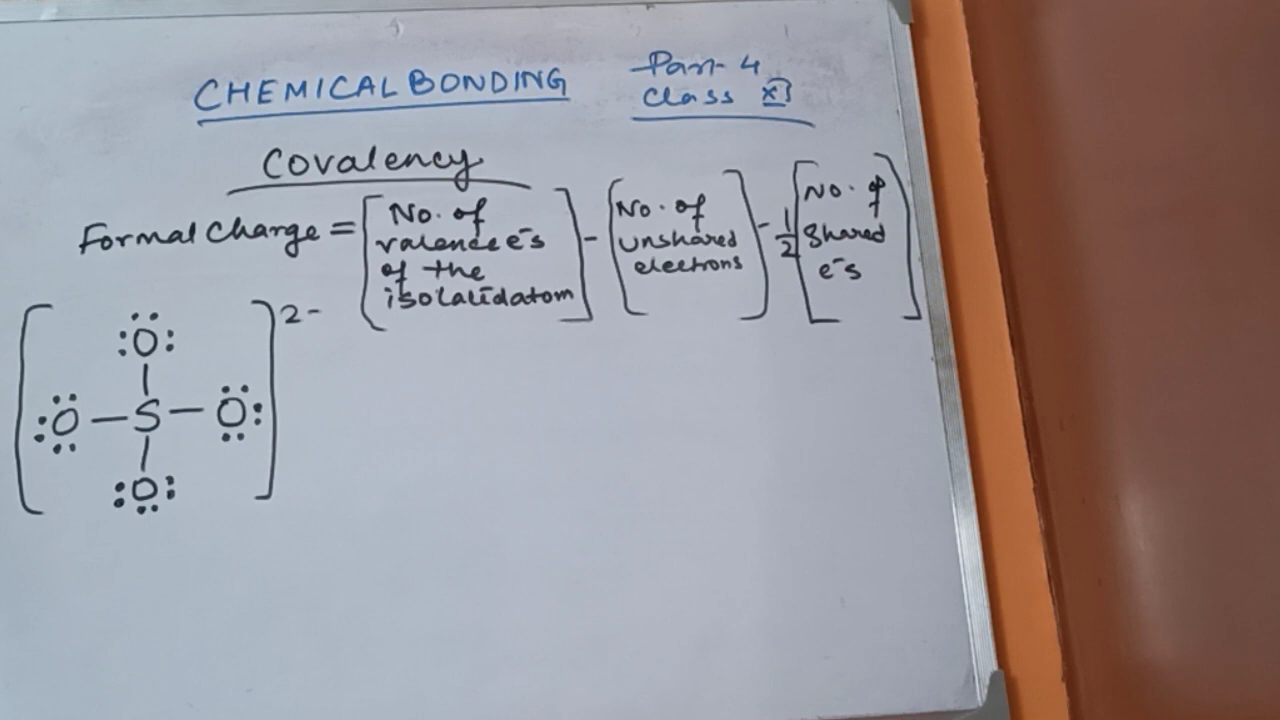 CHEMICAL BONDING
Part-4
Class XI
Covalency
Formal Charge = [No. of valence e⁻s of the isolated atom] - [No. of unshared electrons] - 1/2 [No. of shared e⁻s]
[
:Ö:
|
:Ö — S — Ö:
|
:O:
]2-